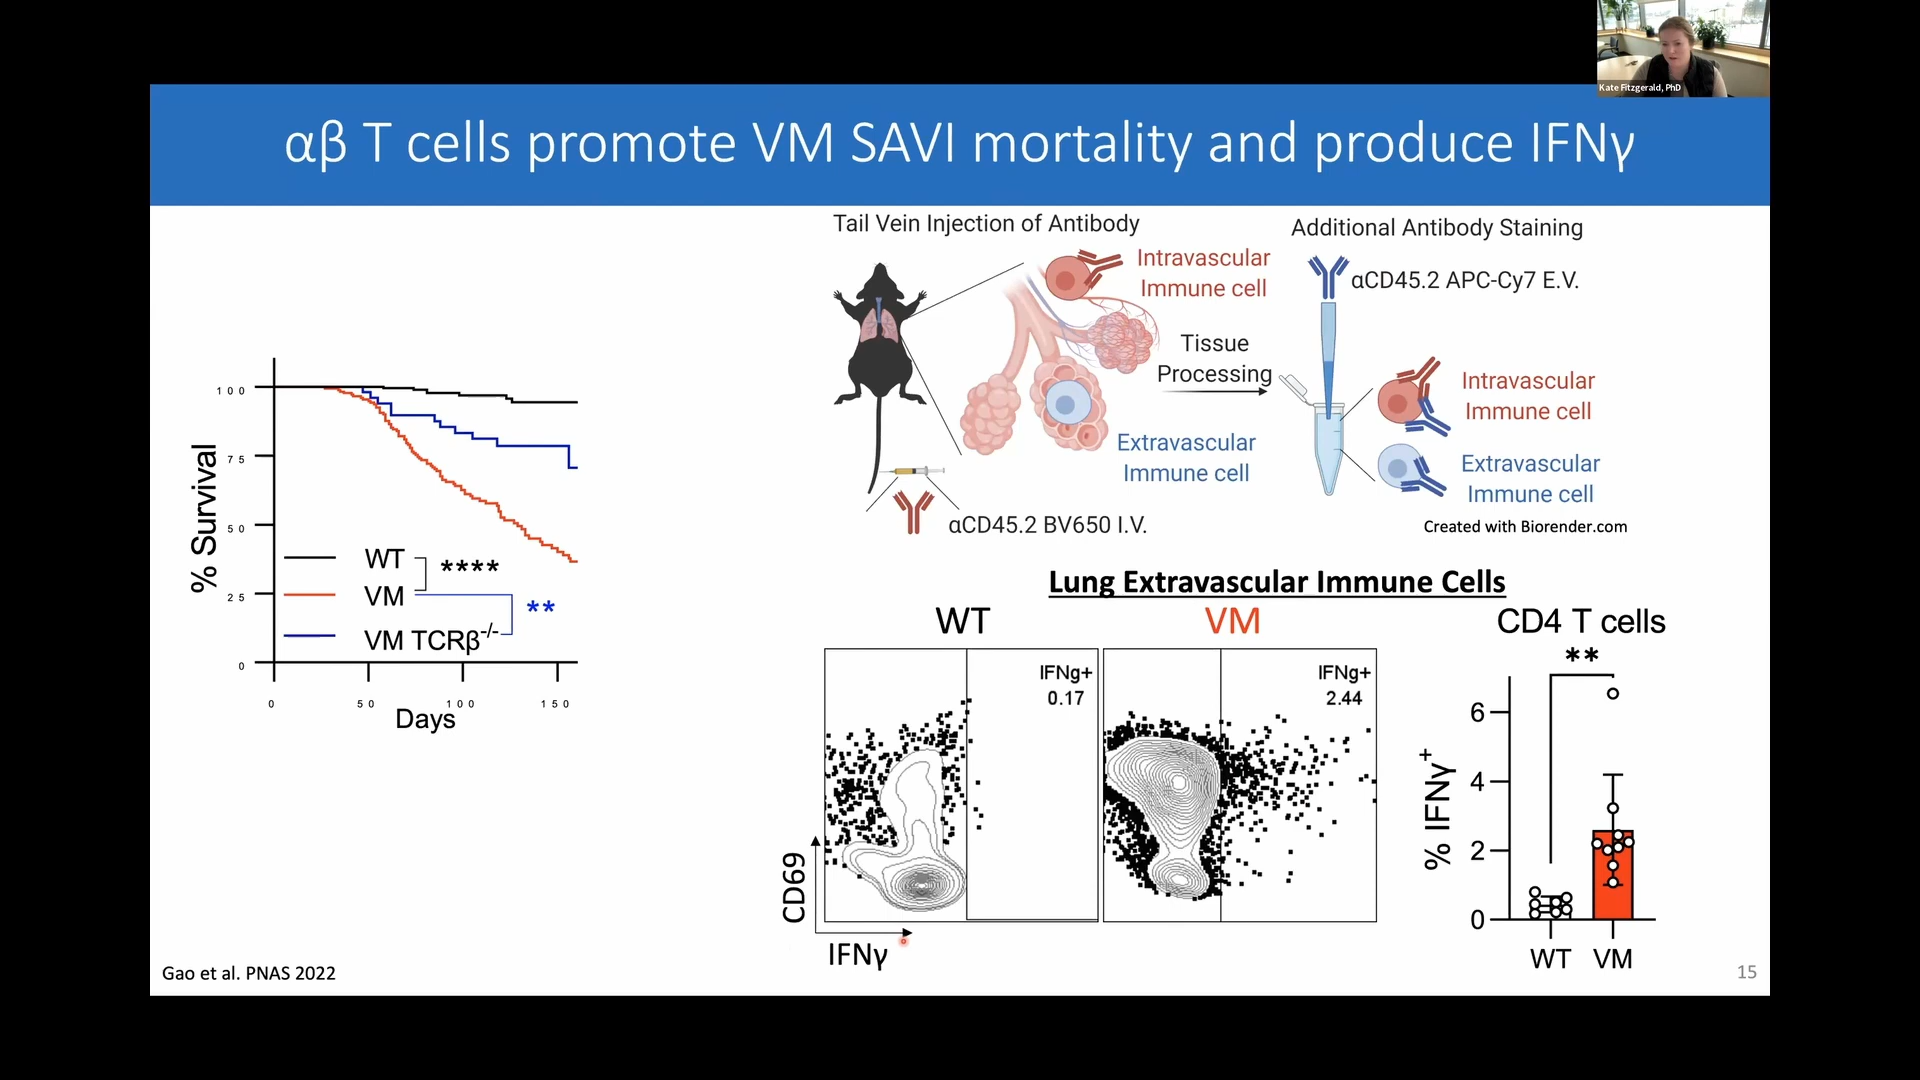 Kate Fitzgerald, PhD
αβ T cells promote VM SAVI mortality and produce IFNγ
Tail Vein Injection of Antibody
Additional Antibody Staining
Intravascular
Immune cell
αCD45.2 APC-Cy7 E.V.
Tissue
Processing
Intravascular
Immune cell
Extravascular
Immune cell
Extravascular
Immune cell
αCD45.2 BV650 I.V.
Created with Biorender.com
% Survival
100
75
50
25
0
WT
****
VM
**
VM TCRβ-/-
0 50 100 150
Days
Lung Extravascular Immune Cells
WT
VM
IFNg+
0.17
IFNg+
2.44
CD69
IFNγ
CD4 T cells
**
% IFNγ+
6
4
2
0
WT VM
Gao et al. PNAS 2022
15